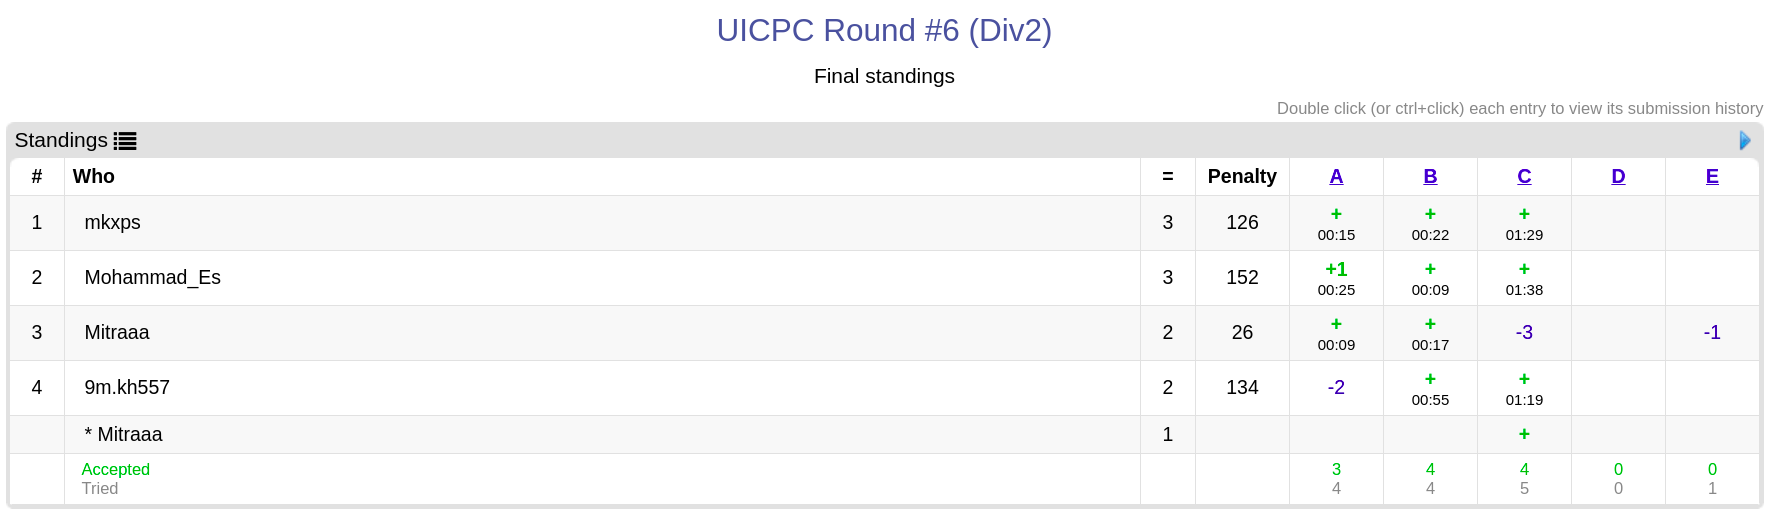 UICPC Round #6 (Div2)
Final standings
Double click (or ctrl+click) each entry to view its submission history
Standings
# Who = Penalty A B C D E
1 mkxps 3 126 + + +
00:15 00:22 01:29
2 Mohammad_Es 3 152 +1 + +
00:25 00:09 01:38
3 Mitraaa 2 26 + + -3 -1
00:09 00:17
4 9m.kh557 2 134 -2 + +
00:55 01:19
* Mitraaa 1 +
Accepted 3 4 4 0 0
Tried 4 4 5 0 1